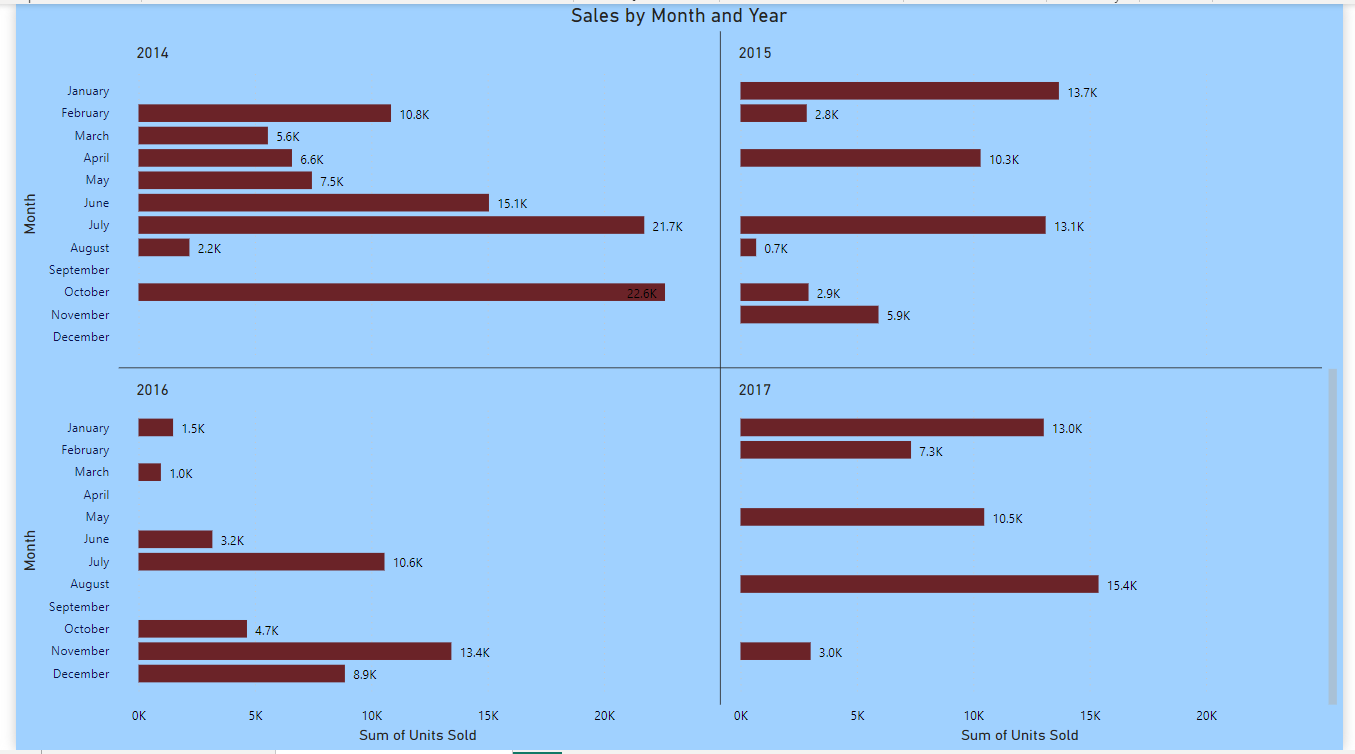 Sales by Month and Year
2014
January
February 10.8K
March 5.6K
April 6.6K
May 7.5K
June 15.1K
July 21.7K
August 2.2K
September
October 22.6K
November
December
Month
2015
13.7K
2.8K
10.3K
13.1K
0.7K
2.9K
5.9K
2016
January 1.5K
February
March 1.0K
April
May
June 3.2K
July 10.6K
August
September
October 4.7K
November 13.4K
December 8.9K
Month
0K 5K 10K 15K 20K
Sum of Units Sold
2017
13.0K
7.3K
10.5K
15.4K
3.0K
0K 5K 10K 15K 20K
Sum of Units Sold